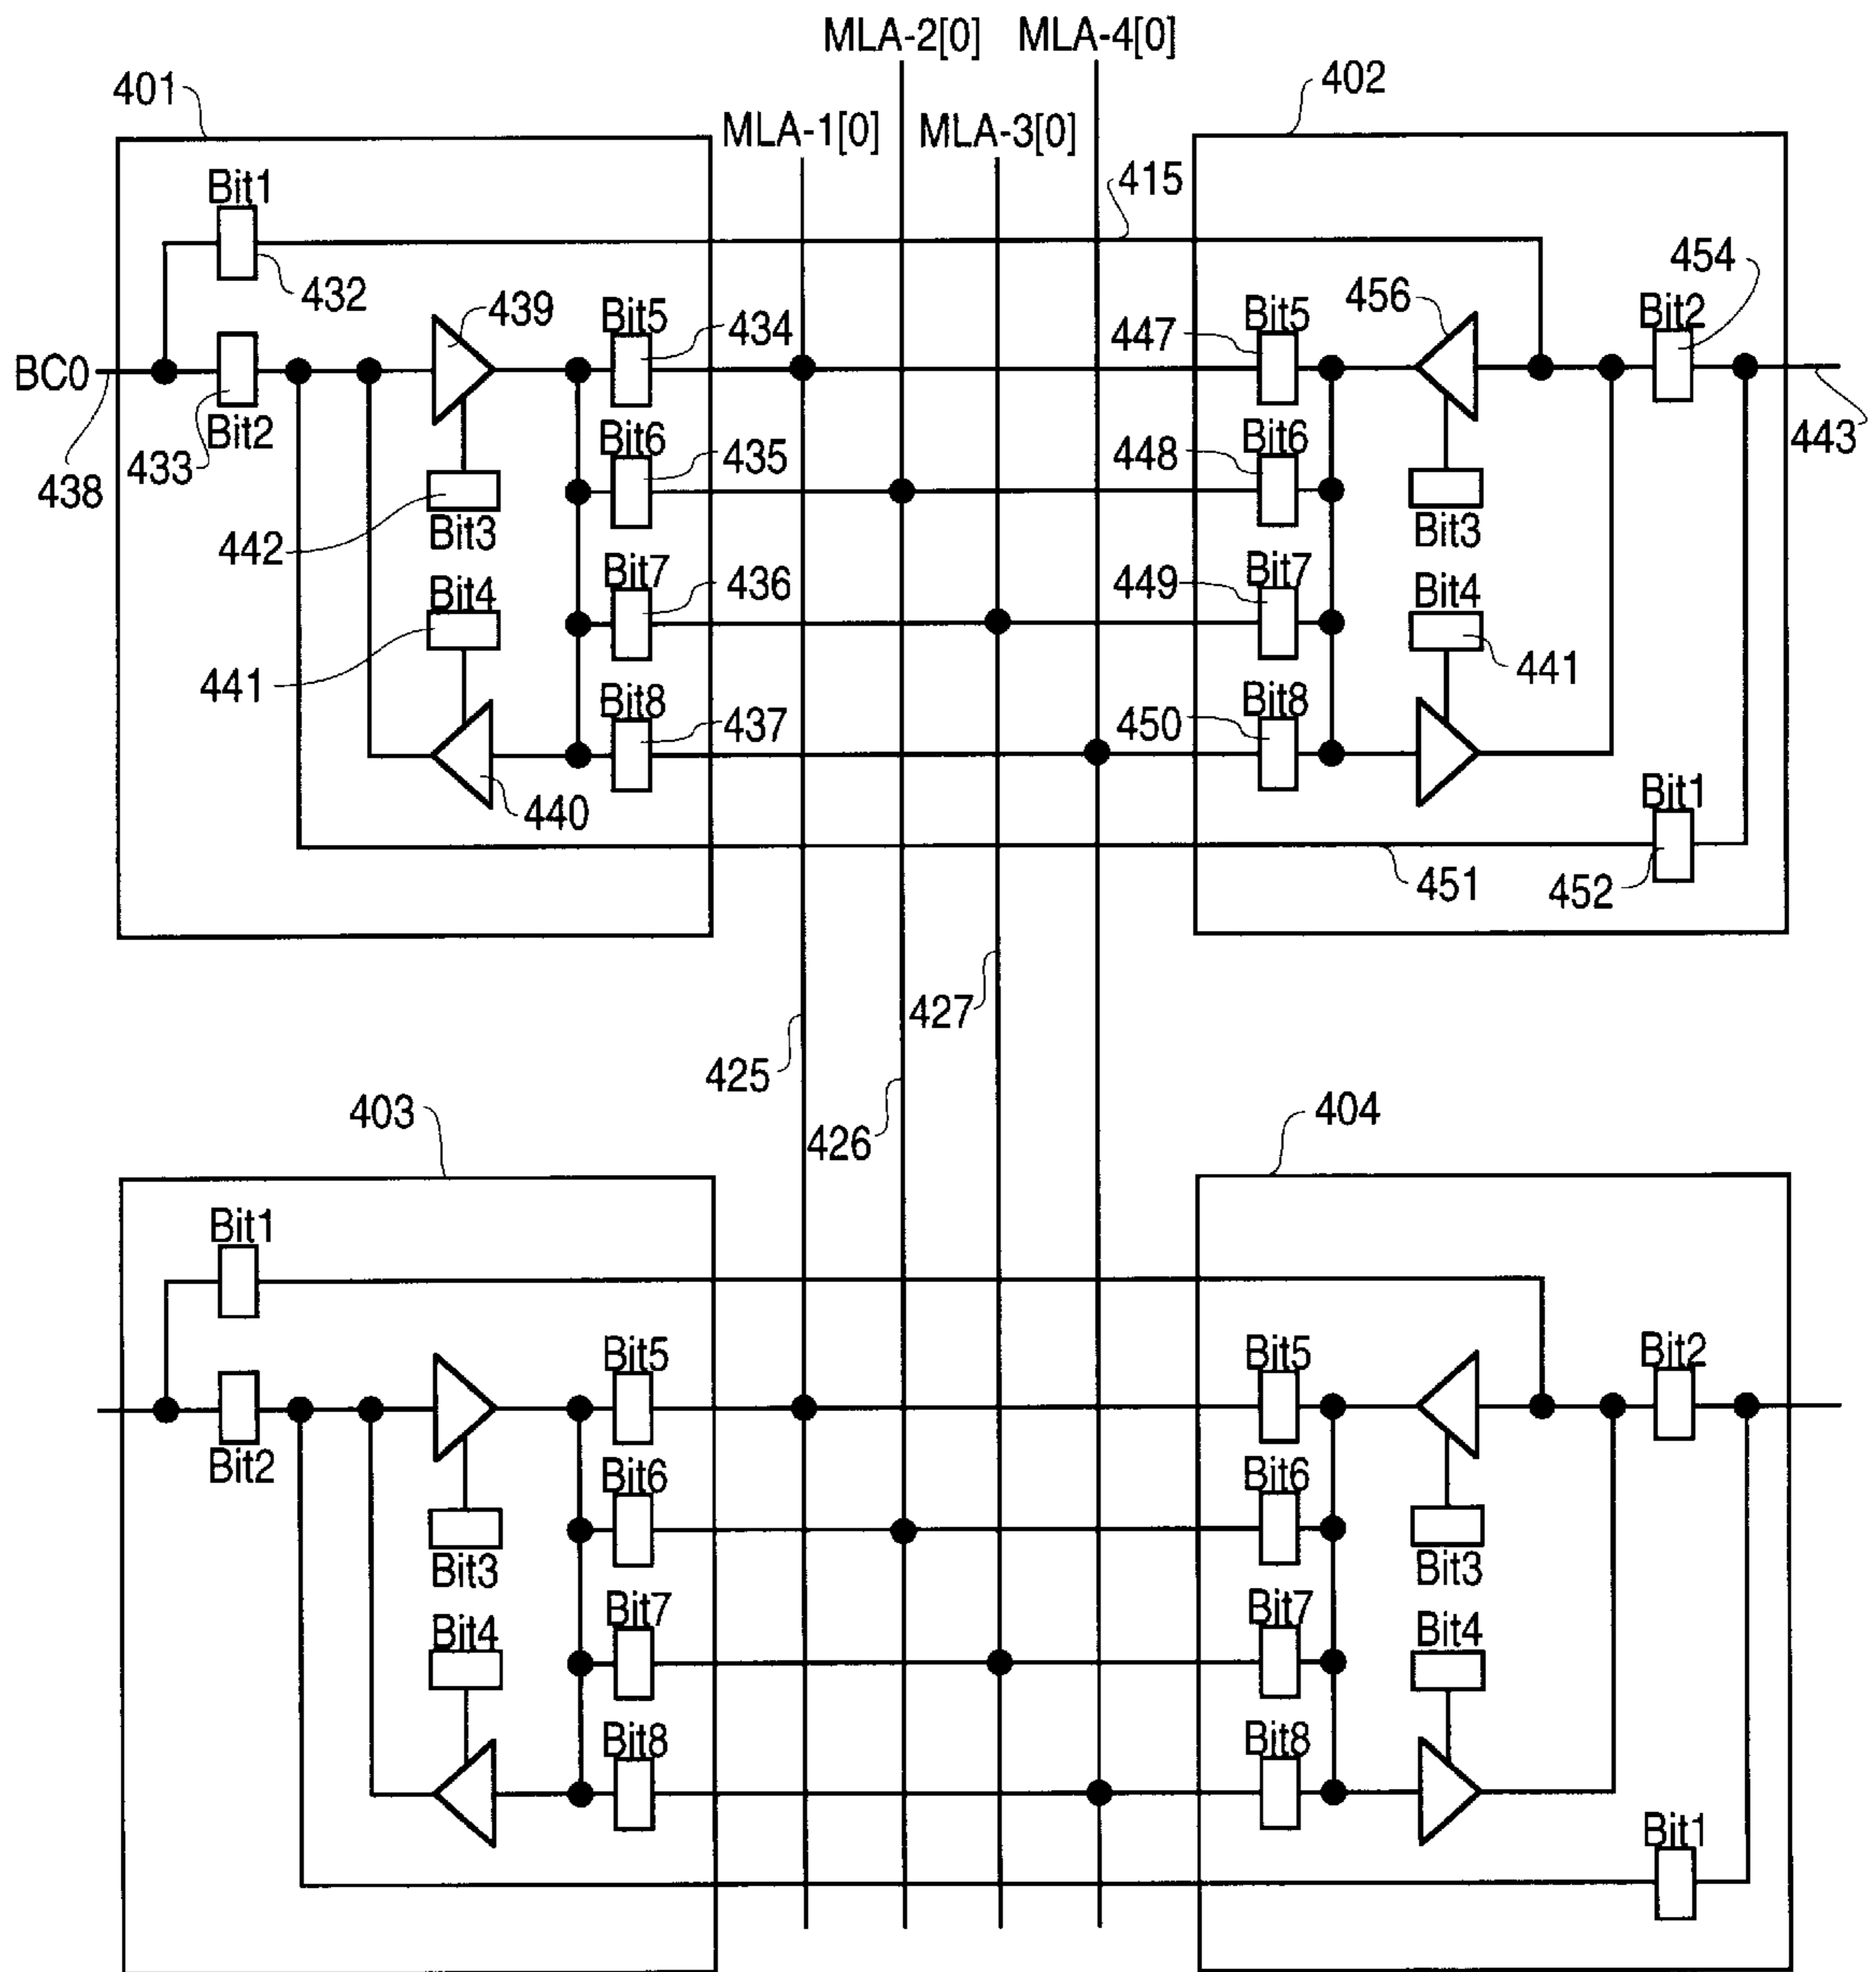 MLA-2[0] MLA-4[0]
401
402
MLA-1[0] MLA-3[0]
415
Bit1
432
454
439
456
Bit5
434
447
Bit5
Bit2
BC0
Bit2
433
438
443
Bit6
435
448
Bit6
442
Bit3
Bit3
Bit7
436
449
Bit7
Bit4
Bit4
441
441
Bit8
437
450
Bit8
440
Bit1
451
452
427
425
426
403
404
Bit1
Bit5
Bit5
Bit2
Bit2
Bit6
Bit6
Bit3
Bit3
Bit7
Bit7
Bit4
Bit4
Bit8
Bit8
Bit1